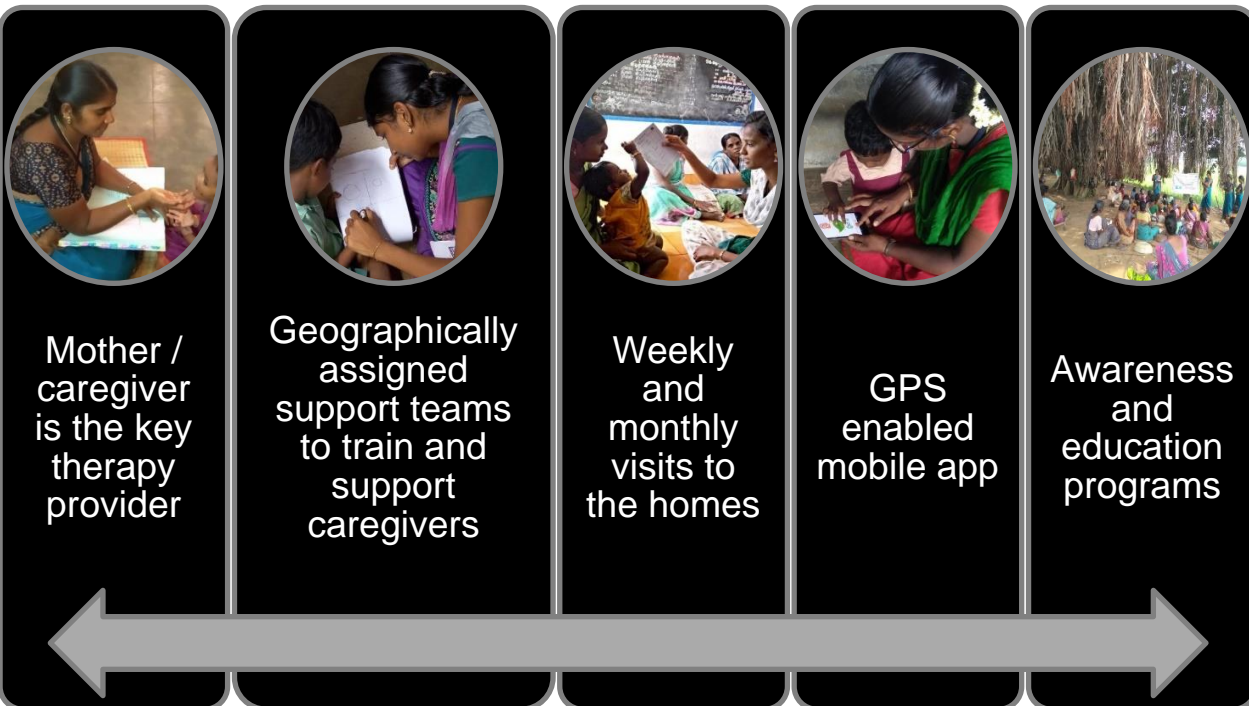 Mother /
caregiver
is the key
therapy
provider
Geographically
assigned
support teams
to train and
support
caregivers
Weekly
and
monthly
visits to
the homes
GPS
enabled
mobile app
Awareness
and
education
programs